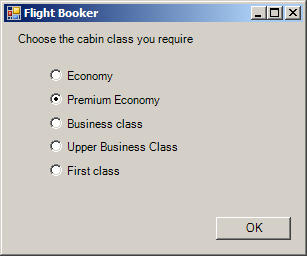 Flight Booker
Choose the cabin class you require
Economy
Premium Economy
Business class
Upper Business Class
First class
OK